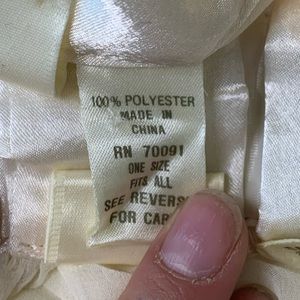 100% POLYESTER
MADE IN
CHINA
RN 70091
ONE SIZE
FITS ALL
SEE REVERS
FOR CAR